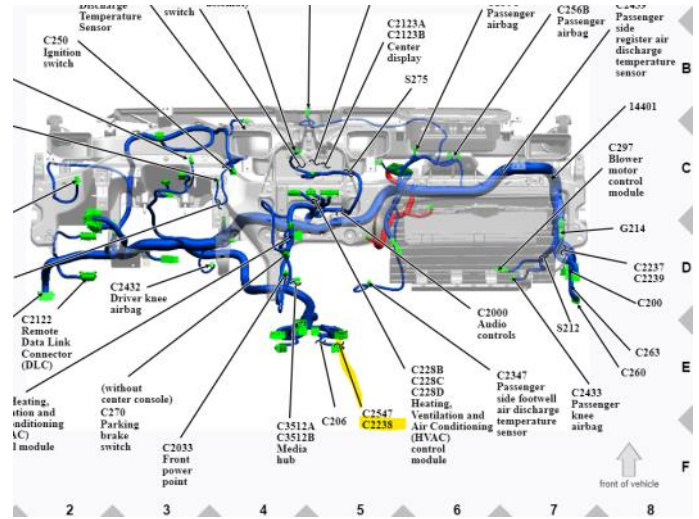 Discharge
Temperature
Sensor
switch
C250
Ignition
switch
C2123A
C2123B
Center
display
S275
Passenger
airbag
C256B
Passenger
airbag
Passenger
side
register air
discharge
temperature
sensor
B
14401
C297
Blower
motor
control
module
C
G214
D
C2237
C2239
C200
C2432
Driver knee
airbag
C2000
Audio
controls
S212
C263
C260
C2122
Remote
Data Link
Connector
(DLC)
E
C2347
Passenger
side footwell
air discharge
temperature
sensor
C2433
Passenger
knee
airbag
C228B
C228C
C228D
Heating,
Ventilation and
Air Conditioning
(HVAC)
control
module
(without
center console)
C270
Parking
brake
switch
C206
C2547
C2238
C3512A
C3512B
Media
hub
C2033
Front
power
point
Heating,
module
F
front of vehicle
2 3 4 5 6 7 8